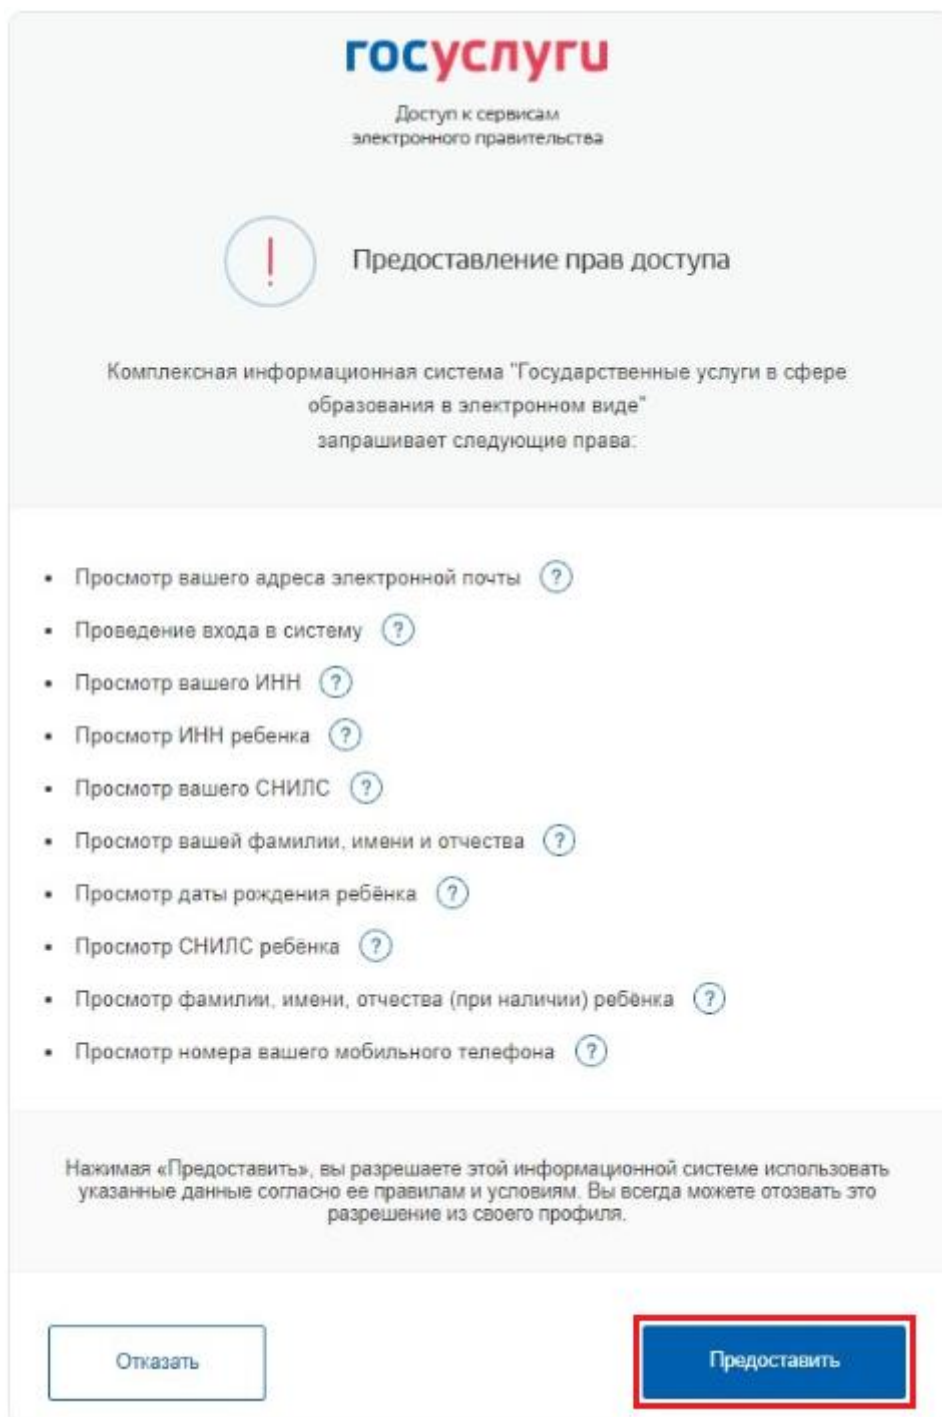 госуслуги
Доступ к сервисам
электронного правительства
!
Предоставление прав доступа
Комплексная информационная система "Государственные услуги в сфере
образования в электронном виде"
запрашивает следующие права:
• Просмотр вашего адреса электронной почты ?
• Проведение входа в систему ?
• Просмотр вашего ИНН ?
• Просмотр ИНН ребенка ?
• Просмотр вашего СНИЛС ?
• Просмотр вашей фамилии, имени и отчества ?
• Просмотр даты рождения ребёнка ?
• Просмотр СНИЛС ребёнка ?
• Просмотр фамилии, имени, отчества (при наличии) ребёнка ?
• Просмотр номера вашего мобильного телефона ?
Нажимая «Предоставить», вы разрешаете этой информационной системе использовать
указанные данные согласно ее правилам и условиям. Вы всегда можете отозвать это
разрешение из своего профиля.
Отказать
Предоставить